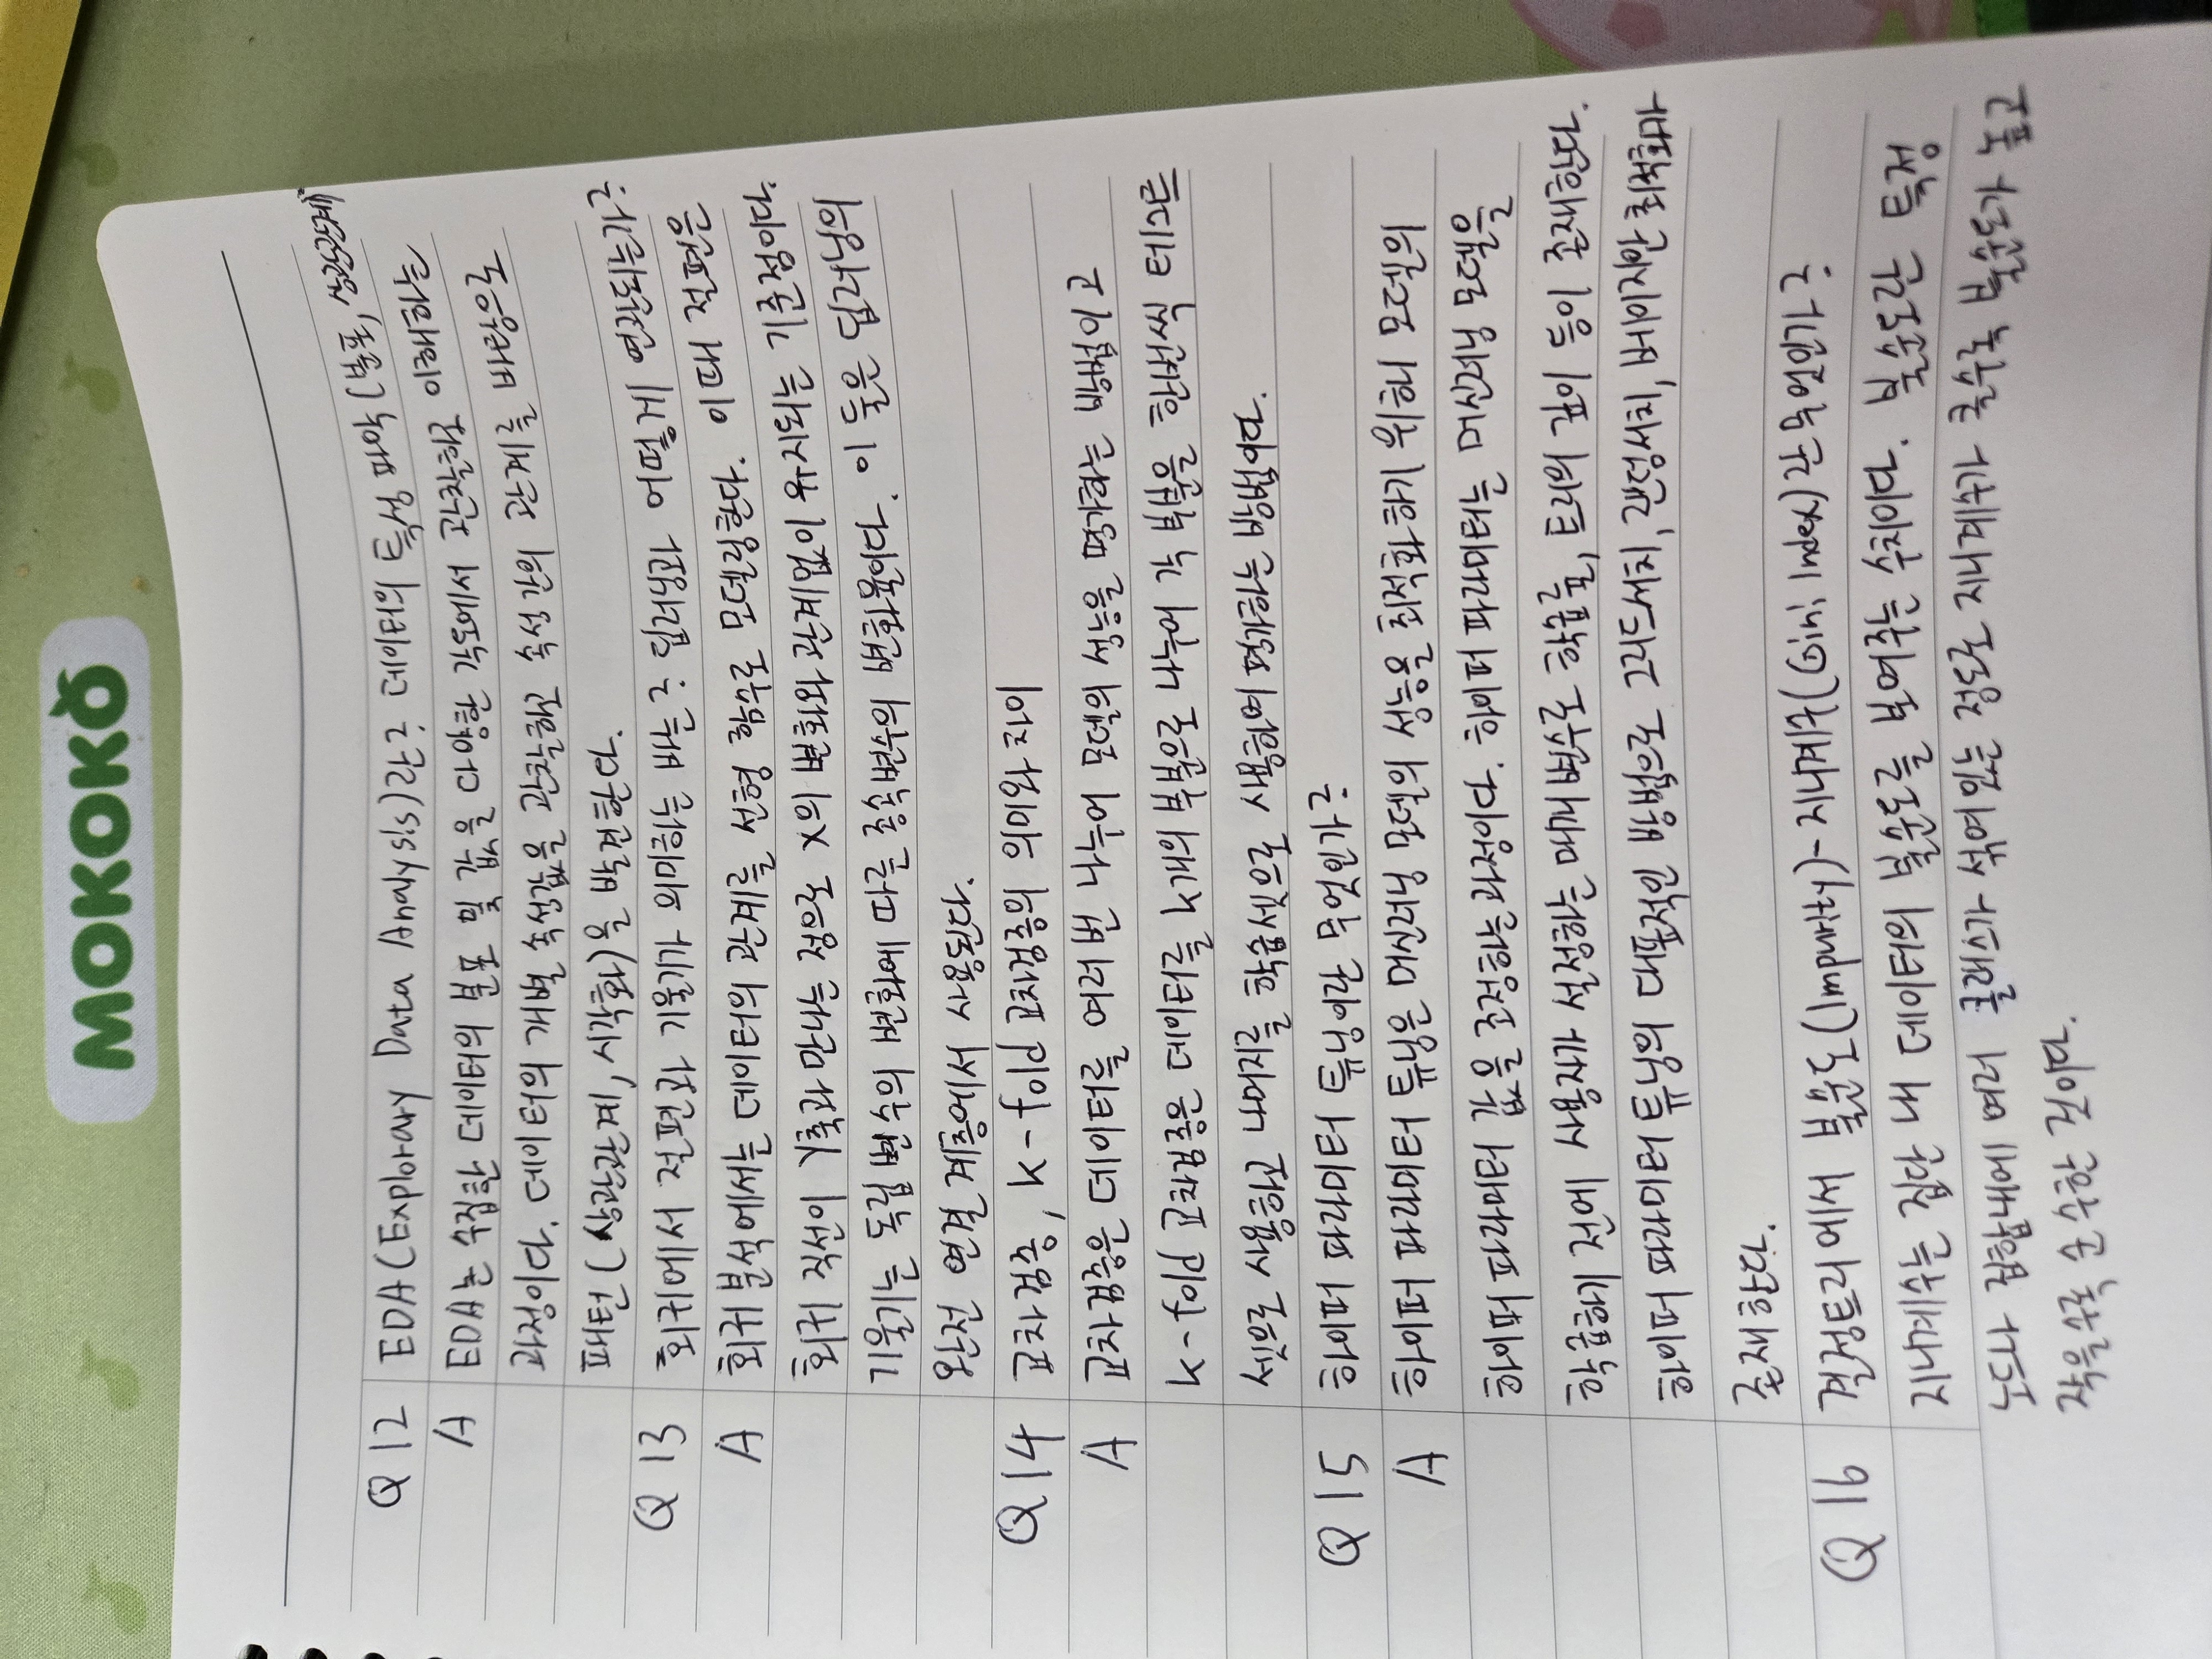 MOKOKO
Q 12 EDA(Explorary Data Analysis)란? 데이터의 특성 파악 (분포, 상관관계)
A EDA는 수집한 데이터의 분포 및 값을 다양한 각도에서 관찰하고 이해하는
과정이다. 데이터의 개별 속성값을 관찰하고 속성 간의 관계를 바탕으로
패턴(상관관계, 시각화)을 발견한다.
Q 13 회귀에서 절편과 기울기가 의미하는 바는? 딥러닝과 어떻게 연관되는가?
A 회귀 분석에서는 데이터의 관계를 선형 함수로 모델링한다. 이때 절편은
회귀 직선이 Y축과 만나는 점으로 X의 변화와 관계없이 유지되는 기준점이다.
기울기는 독립 변수의 변화에 따른 종속변수의 변화율이다. 이 둘은 딥러닝의
완전 연결 계층에서 사용된다.
Q 14 교차검증, k-fold 교차검증의 의미와 차이
A 교차검증은 데이터를 여러번 나누어 모델의 성능을 평가하는 방법이고
k-fold 교차검증은 데이터를 k개의 부분으로 나누어 각 부분을 한번씩 테스트
셋으로 사용하고 나머지를 학습셋으로 사용하여 평가하는 방법이다.
Q 15 하이퍼 파라미터 튜닝이란 무엇인가?
A 하이퍼 파라미터 튜닝은 머신러닝 모델의 성능을 최적화하기 위해 모델의
하이퍼 파라미터 값을 조정하는 과정이다. 하이퍼 파라미터는 머신러닝 모델을
학습하기 전에 사용자가 설정하는 매개변수로 학습률, 트리의 깊이 등이 존재한다.
하이퍼 파라미터 튜닝의 대표적인 방법으로 그리드서치, 랜덤서치, 베이지안 최적화가
존재한다.
Q 16 결정트리에서 불순도(Impurity)-지니계수(Gini Index)란 무엇인가?
지니계수는 집단 내 데이터의 불순도를 보여주는 수치이다. 불순도란 특정
노드나 집합내에 여러 클래스가 섞여있는 정도로 지니계수가 클수록 불순도가 높고
작을수록 순수한 것이다.